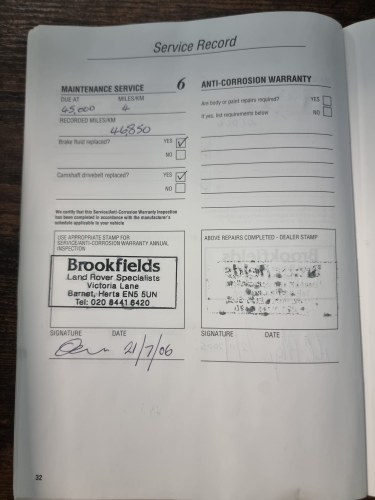 Service Record
MAINTENANCE SERVICE 6
DUE AT MILES/KM
45,000
RECORDED MILES/KM
44850
Brake fluid replaced? YES ☑
NO ☐
Camshaft drivebelt replaced? YES ☑
NO ☐
We certify that this Service/Anti-Corrosion Warranty Inspection
has been completed in accordance with the manufacturer's
schedule applicable to your vehicle
USE APPROPRIATE STAMP FOR
SERVICE/ANTI-CORROSION WARRANTY ANNUAL
INSPECTION
Brookfields
Land Rover Specialists
Victoria Lane
Barnet, Herts EN5 5UN
Tel: 020 8441 8420
SIGNATURE DATE
21/7/06
ANTI-CORROSION WARRANTY
Are body or paint repairs required? YES ☐
If yes, list requirements below NO ☐
ABOVE REPAIRS COMPLETED - DEALER STAMP
SIGNATURE DATE
32